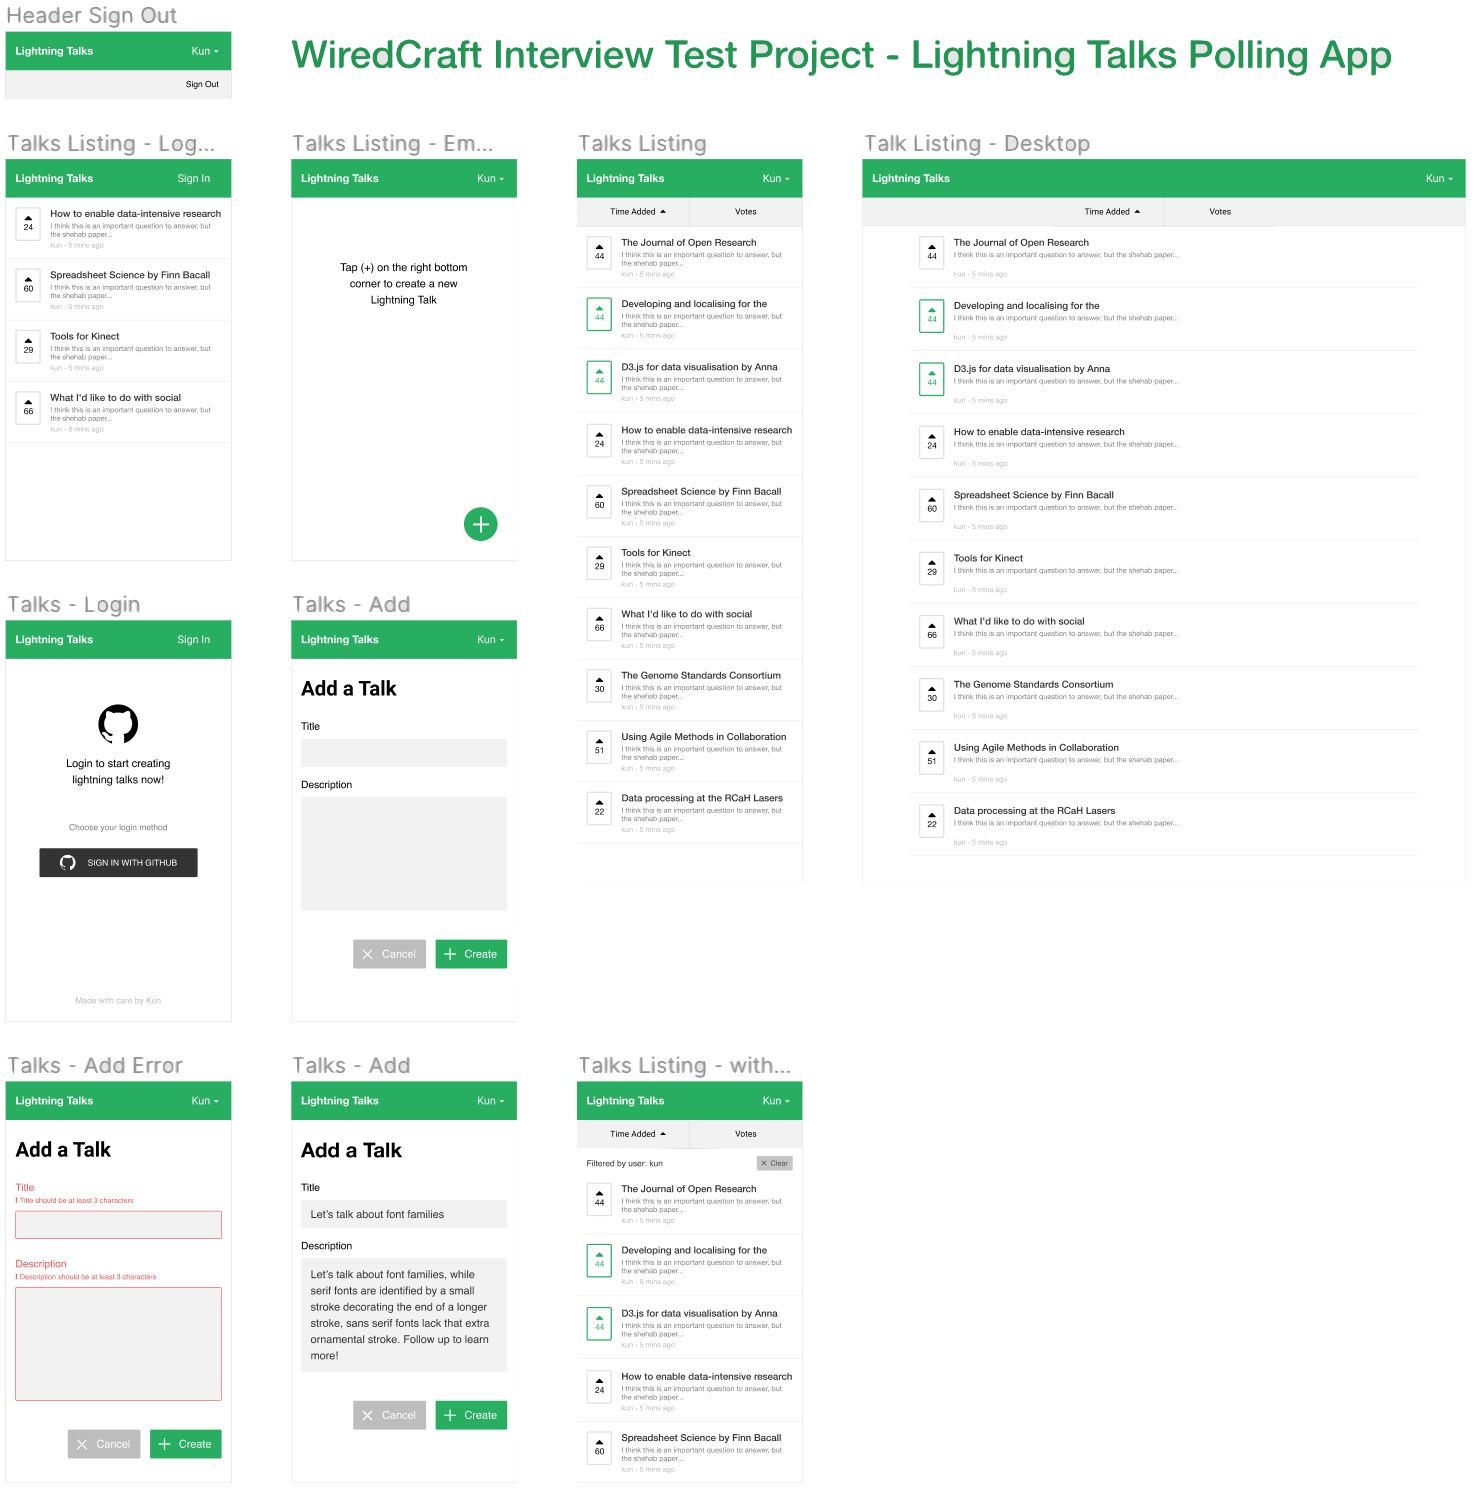 Header Sign Out
Lightning Talks
Kun
Sign Out
WiredCraft Interview Test Project - Lightning Talks Polling App
Talks Listing - Log...
Lightning Talks
Sign In
24
How to enable data-intensive research
I think this is an important question to answer, but
the shehab paper...
kun - 5 mins ago
60
Spreadsheet Science by Finn Bacall
I think this is an important question to answer, but
the shehab paper...
kun - 5 mins ago
29
Tools for Kinect
I think this is an important question to answer, but
the shehab paper...
kun - 5 mins ago
66
What I'd like to do with social
I think this is an important question to answer, but
the shehab paper...
kun - 5 mins ago
Talks Listing - Em...
Lightning Talks
Kun
Tap (+) on the right bottom
corner to create a new
Lightning Talk
Talks Listing
Lightning Talks
Kun
Time Added
Votes
44
The Journal of Open Research
I think this is an important question to answer, but
the shehab paper...
kun - 5 mins ago
44
Developing and localising for the
I think this is an important question to answer, but
the shehab paper...
kun - 5 mins ago
44
D3.js for data visualisation by Anna
I think this is an important question to answer, but
the shehab paper...
kun - 5 mins ago
24
How to enable data-intensive research
I think this is an important question to answer, but
the shehab paper...
kun - 5 mins ago
60
Spreadsheet Science by Finn Bacall
I think this is an important question to answer, but
the shehab paper...
kun - 5 mins ago
29
Tools for Kinect
I think this is an important question to answer, but
the shehab paper...
kun - 5 mins ago
66
What I'd like to do with social
I think this is an important question to answer, but
the shehab paper...
kun - 5 mins ago
30
The Genome Standards Consortium
I think this is an important question to answer, but
the shehab paper...
kun - 5 mins ago
51
Using Agile Methods in Collaboration
I think this is an important question to answer, but
the shehab paper...
kun - 5 mins ago
22
Data processing at the RCaH Lasers
I think this is an important question to answer, but
the shehab paper...
kun - 5 mins ago
Talk Listing - Desktop
Lightning Talks
Kun
Time Added
Votes
44
The Journal of Open Research
I think this is an important question to answer, but the shehab paper...
kun - 5 mins ago
44
Developing and localising for the
I think this is an important question to answer, but the shehab paper...
kun - 5 mins ago
44
D3.js for data visualisation by Anna
I think this is an important question to answer, but the shehab paper...
kun - 5 mins ago
24
How to enable data-intensive research
I think this is an important question to answer, but the shehab paper...
kun - 5 mins ago
60
Spreadsheet Science by Finn Bacall
I think this is an important question to answer, but the shehab paper...
kun - 5 mins ago
29
Tools for Kinect
I think this is an important question to answer, but the shehab paper...
kun - 5 mins ago
66
What I'd like to do with social
I think this is an important question to answer, but the shehab paper...
kun - 5 mins ago
30
The Genome Standards Consortium
I think this is an important question to answer, but the shehab paper...
kun - 5 mins ago
51
Using Agile Methods in Collaboration
I think this is an important question to answer, but the shehab paper...
kun - 5 mins ago
22
Data processing at the RCaH Lasers
I think this is an important question to answer, but the shehab paper...
kun - 5 mins ago
Talks - Login
Lightning Talks
Sign In
Login to start creating
lightning talks now!
Choose your login method
SIGN IN WITH GITHUB
Made with care by Kun
Talks - Add
Lightning Talks
Kun
Add a Talk
Title
Description
Cancel
Create
Talks - Add Error
Lightning Talks
Kun
Add a Talk
Title
! Title should be at least 3 characters
Description
! Description should be at least 3 characters
Cancel
Create
Talks - Add
Lightning Talks
Kun
Add a Talk
Title
Let's talk about font families
Description
Let's talk about font families, while
serif fonts are identified by a small
stroke decorating the end of a longer
stroke, sans serif fonts lack that extra
ornamental stroke. Follow up to learn
more!
Cancel
Create
Talks Listing - with...
Lightning Talks
Kun
Time Added
Votes
Filtered by user: kun
Clear
44
The Journal of Open Research
I think this is an important question to answer, but
the shehab paper...
kun - 5 mins ago
44
Developing and localising for the
I think this is an important question to answer, but
the shehab paper...
kun - 5 mins ago
44
D3.js for data visualisation by Anna
I think this is an important question to answer, but
the shehab paper...
kun - 5 mins ago
24
How to enable data-intensive research
I think this is an important question to answer, but
the shehab paper...
kun - 5 mins ago
60
Spreadsheet Science by Finn Bacall
I think this is an important question to answer, but
the shehab paper...
kun - 5 mins ago